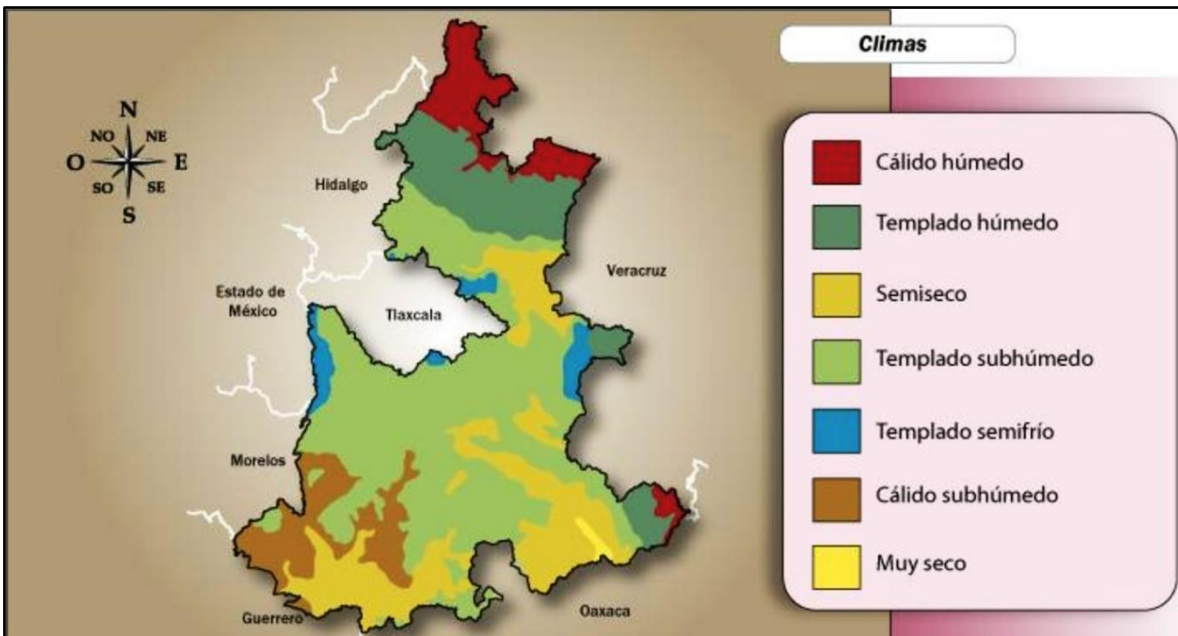 Climas
N
NO NE
O E
SO SE
S
Hidalgo
Veracruz
Estado de
México
Tlaxcala
Morelos
Guerrero
Oaxaca
Cálido húmedo
Templado húmedo
Semiseco
Templado subhúmedo
Templado semifrío
Cálido subhúmedo
Muy seco